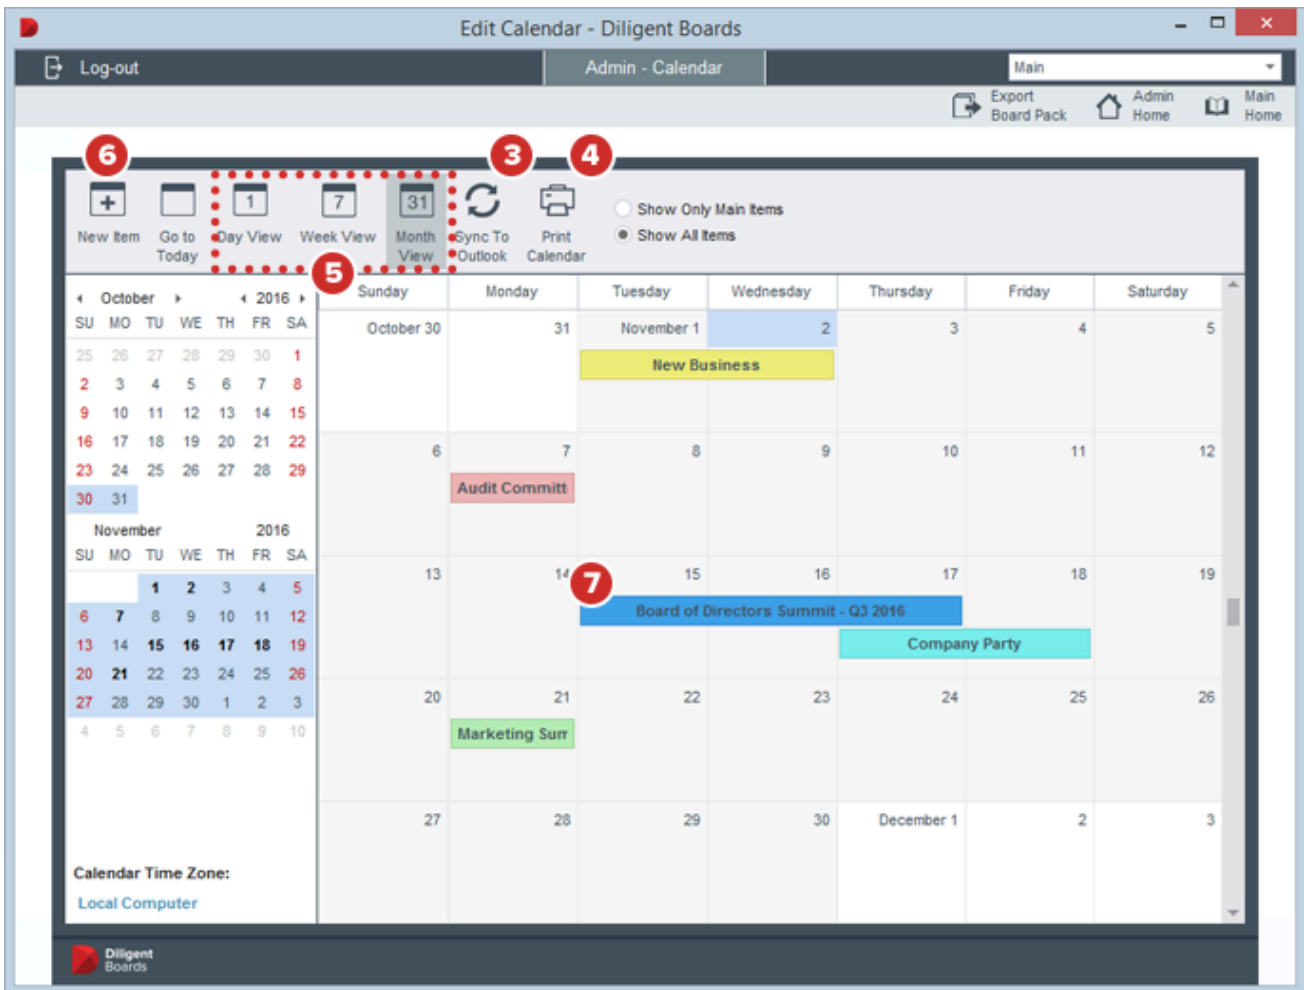 Edit Calendar - Diligent Boards
Log-out
Admin - Calendar
Main
Export
Board Pack
Admin
Home
Main
Home
6
3
4
1
7
31
New Item
Go to
Today
Day View
Week View
Month
View
Sync To
Outlook
Print
Calendar
Show Only Main Items
Show All Items
5
October 2016
SU MO TU WE TH FR SA
25 26 27 28 29 30 1
2 3 4 5 6 7 8
9 10 11 12 13 14 15
16 17 18 19 20 21 22
23 24 25 26 27 28 29
30 31
November 2016
SU MO TU WE TH FR SA
1 2 3 4 5
6 7 8 9 10 11 12
13 14 15 16 17 18 19
20 21 22 23 24 25 26
27 28 29 30 1 2 3
4 5 6 7 8 9 10
Calendar Time Zone:
Local Computer
Sunday Monday Tuesday Wednesday Thursday Friday Saturday
October 30 31 November 1 2 3 4 5
New Business
6 7 8 9 10 11 12
Audit Committ
13 14 15 16 17 18 19
7
Board of Directors Summit - Q3 2016
Company Party
20 21 22 23 24 25 26
Marketing Sum
27 28 29 30 December 1 2 3
Diligent
Boards